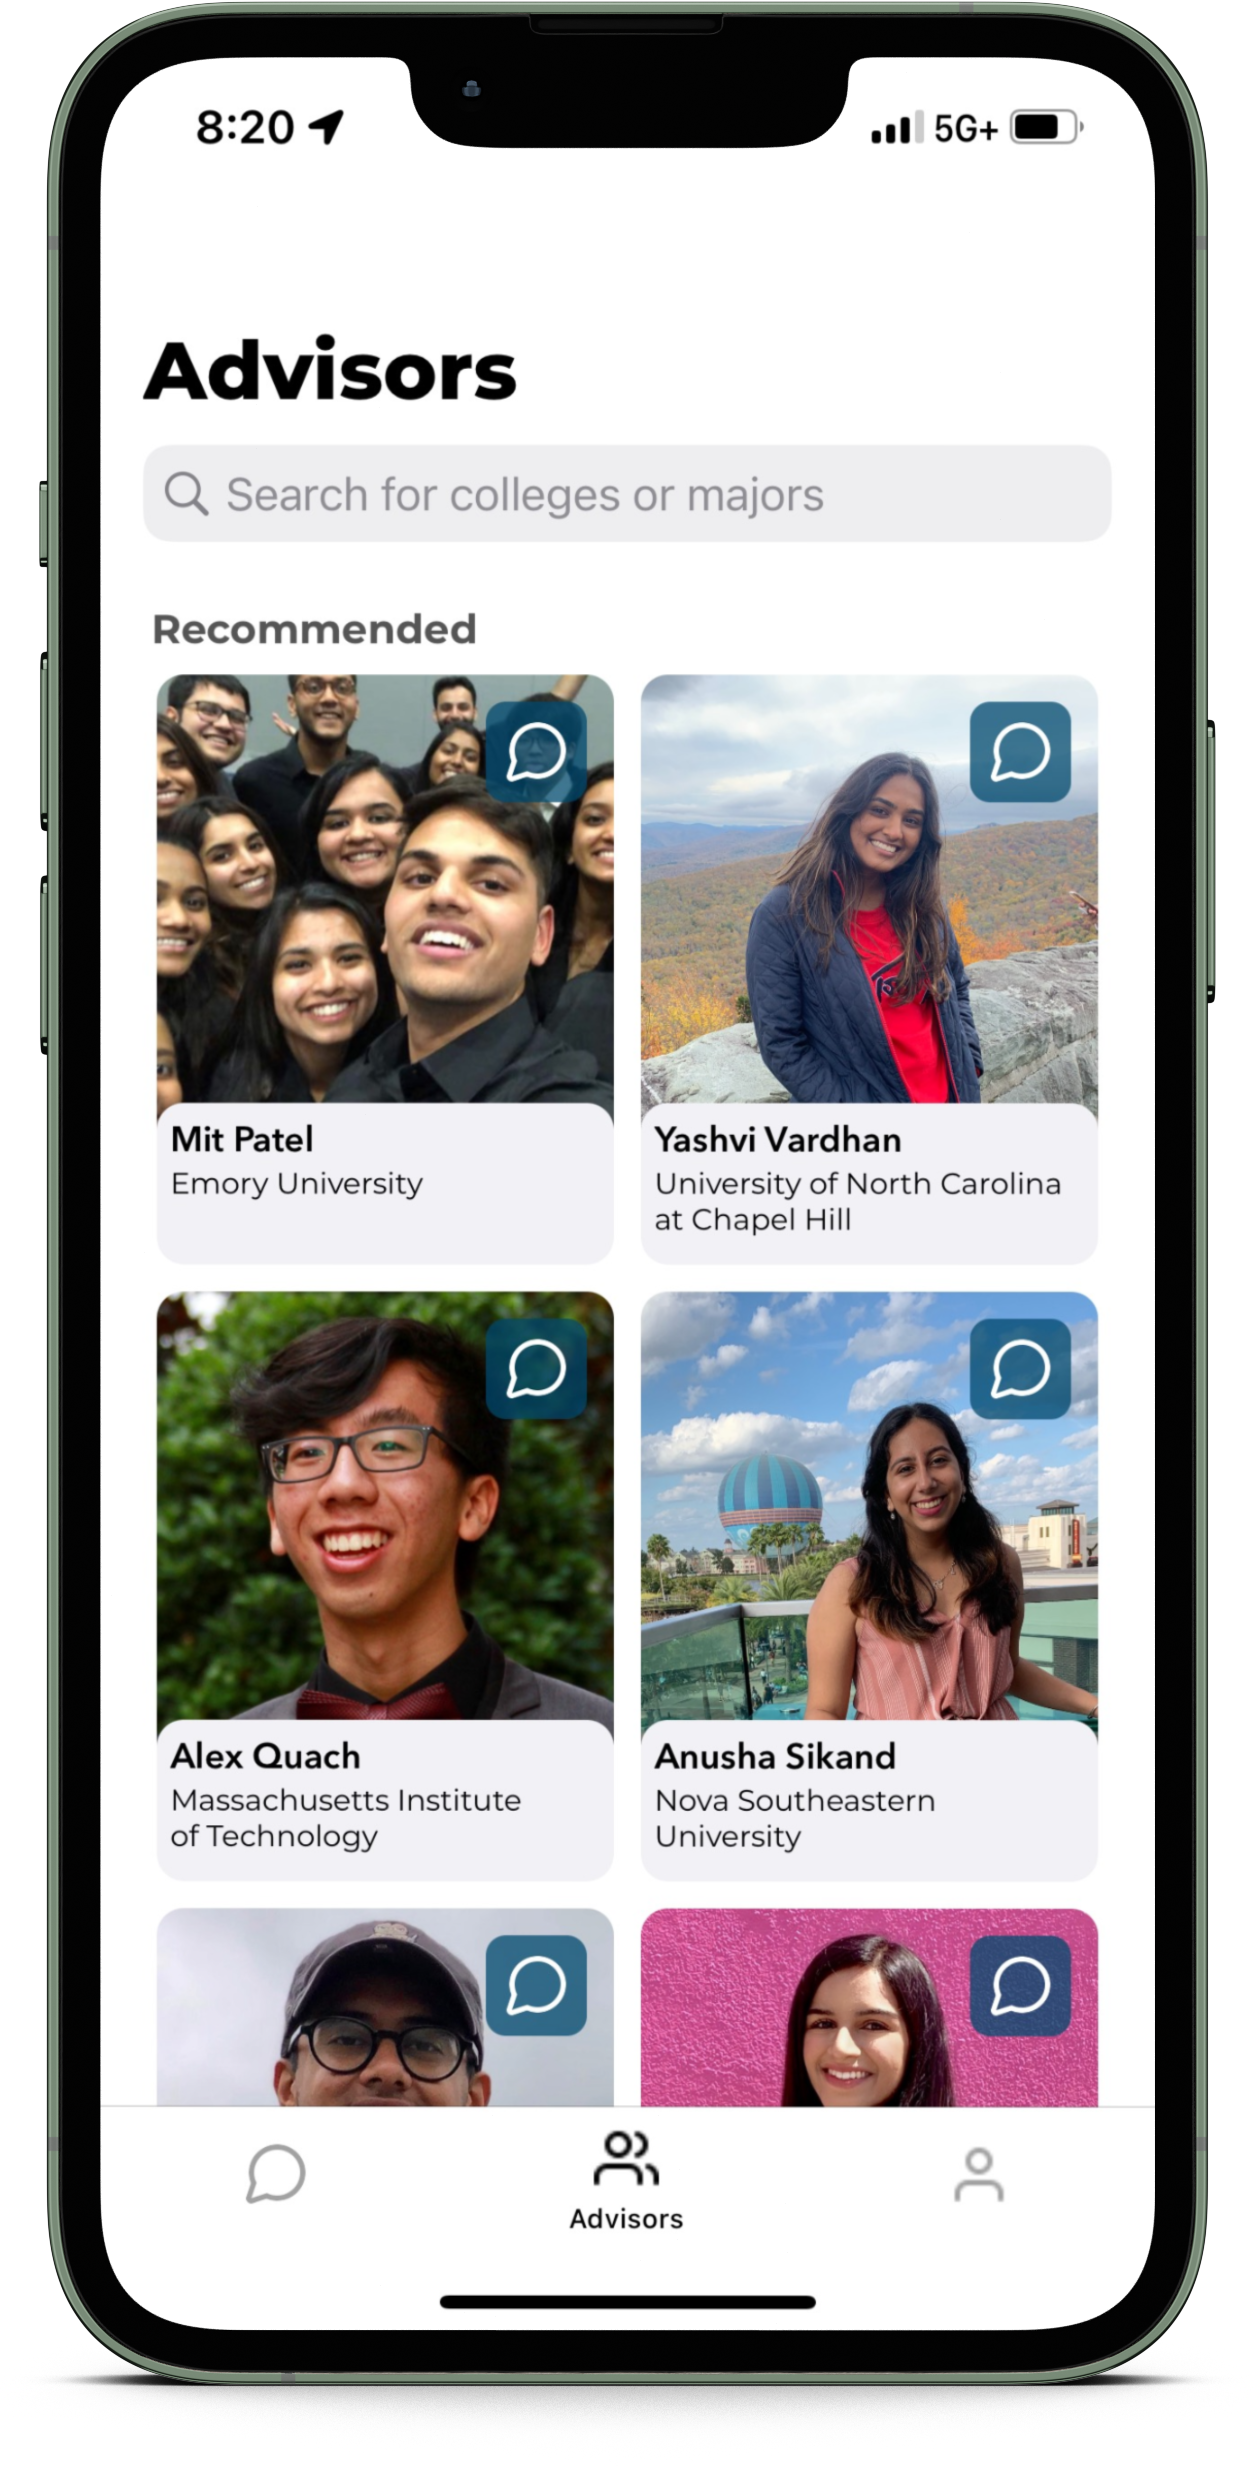 8:20
5G+
Advisors
Search for colleges or majors
Recommended
Mit Patel
Emory University
Yashvi Vardhan
University of North Carolina
at Chapel Hill
Alex Quach
Massachusetts Institute
of Technology
Anusha Sikand
Nova Southeastern
University
Advisors